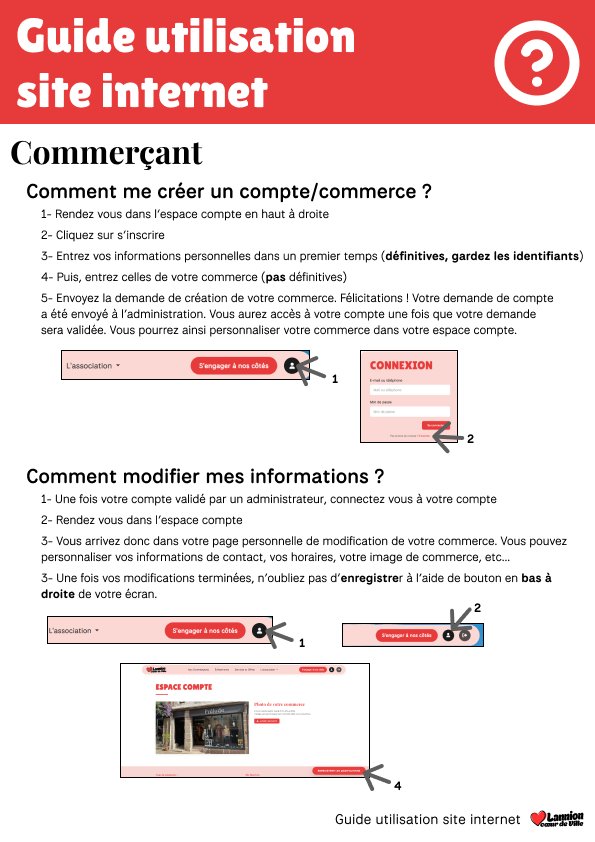 Guide utilisation
site internet
Commerçant
Comment me créer un compte/commerce ?
1- Rendez vous dans l'espace compte en haut à droite
2- Cliquez sur s'inscrire
3- Entrez vos informations personnelles dans un premier temps (définitives, gardez les identifiants)
4- Puis, entrez celles de votre commerce (pas définitives)
5- Envoyez la demande de création de votre commerce. Félicitations ! Votre demande de compte
a été envoyé à l'administration. Vous aurez accès à votre compte une fois que votre demande
sera validée. Vous pourrez ainsi personnaliser votre commerce dans votre espace compte.
L'association
S'engager à nos côtés
1
CONNEXION
E-mail ou téléphone
Mot de passe
Mot de passe
2
Comment modifier mes informations ?
1- Une fois votre compte validé par un administrateur, connectez vous à votre compte
2- Rendez vous dans l'espace compte
3- Vous arrivez donc dans votre page personnelle de modification de votre commerce. Vous pouvez
personnaliser vos informations de contact, vos horaires, votre image de commerce, etc...
3- Une fois vos modifications terminées, n'oubliez pas d'enregistrer à l'aide de bouton en bas à
droite de votre écran.
L'association
S'engager à nos côtés
1
S'engager à nos côtés
2
Lannion
ESPACE COMPTE
Photo de votre commerce
4
Guide utilisation site internet
Lannion
cœur de Ville